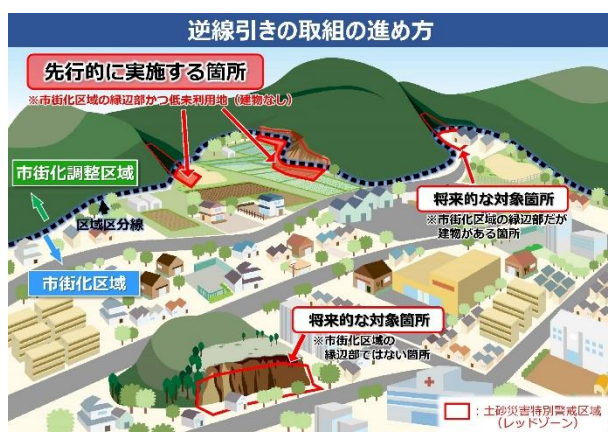 逆線引きの取組の進め方
先行的に実施する箇所
※市街化区域の縁辺部かつ低未利用地（建物なし）
市街化調整区域
区域区分線
市街化区域
将来的な対象箇所
※市街化区域の縁辺部だが
建物がある箇所
将来的な対象箇所
※市街化区域の
縁辺部ではない箇所
：土砂災害特別警戒区域
（レッドゾーン）